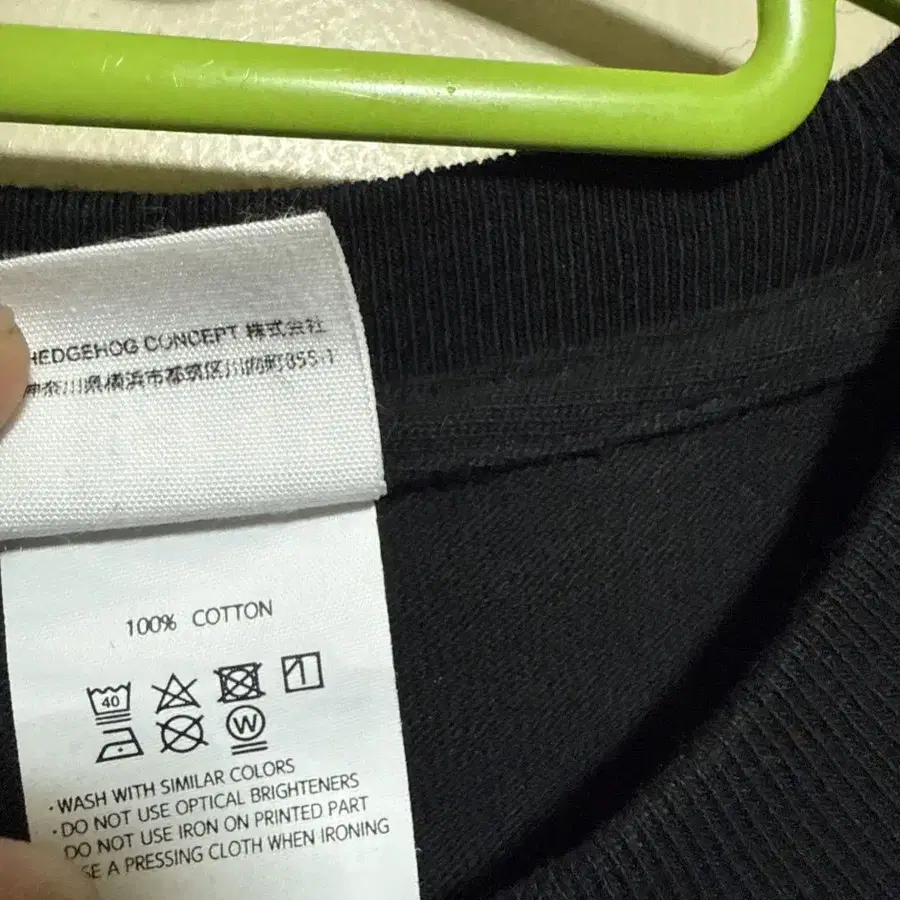 HEDGEHOG CONCEPT 株式会社
神奈川県横浜市都筑区川向町855-1
100% COTTON
40
W
· WASH WITH SIMILAR COLORS
· DO NOT USE OPTICAL BRIGHTENERS
DO NOT USE IRON ON PRINTED PART
A PRESSING CLOTH WHEN IRONING